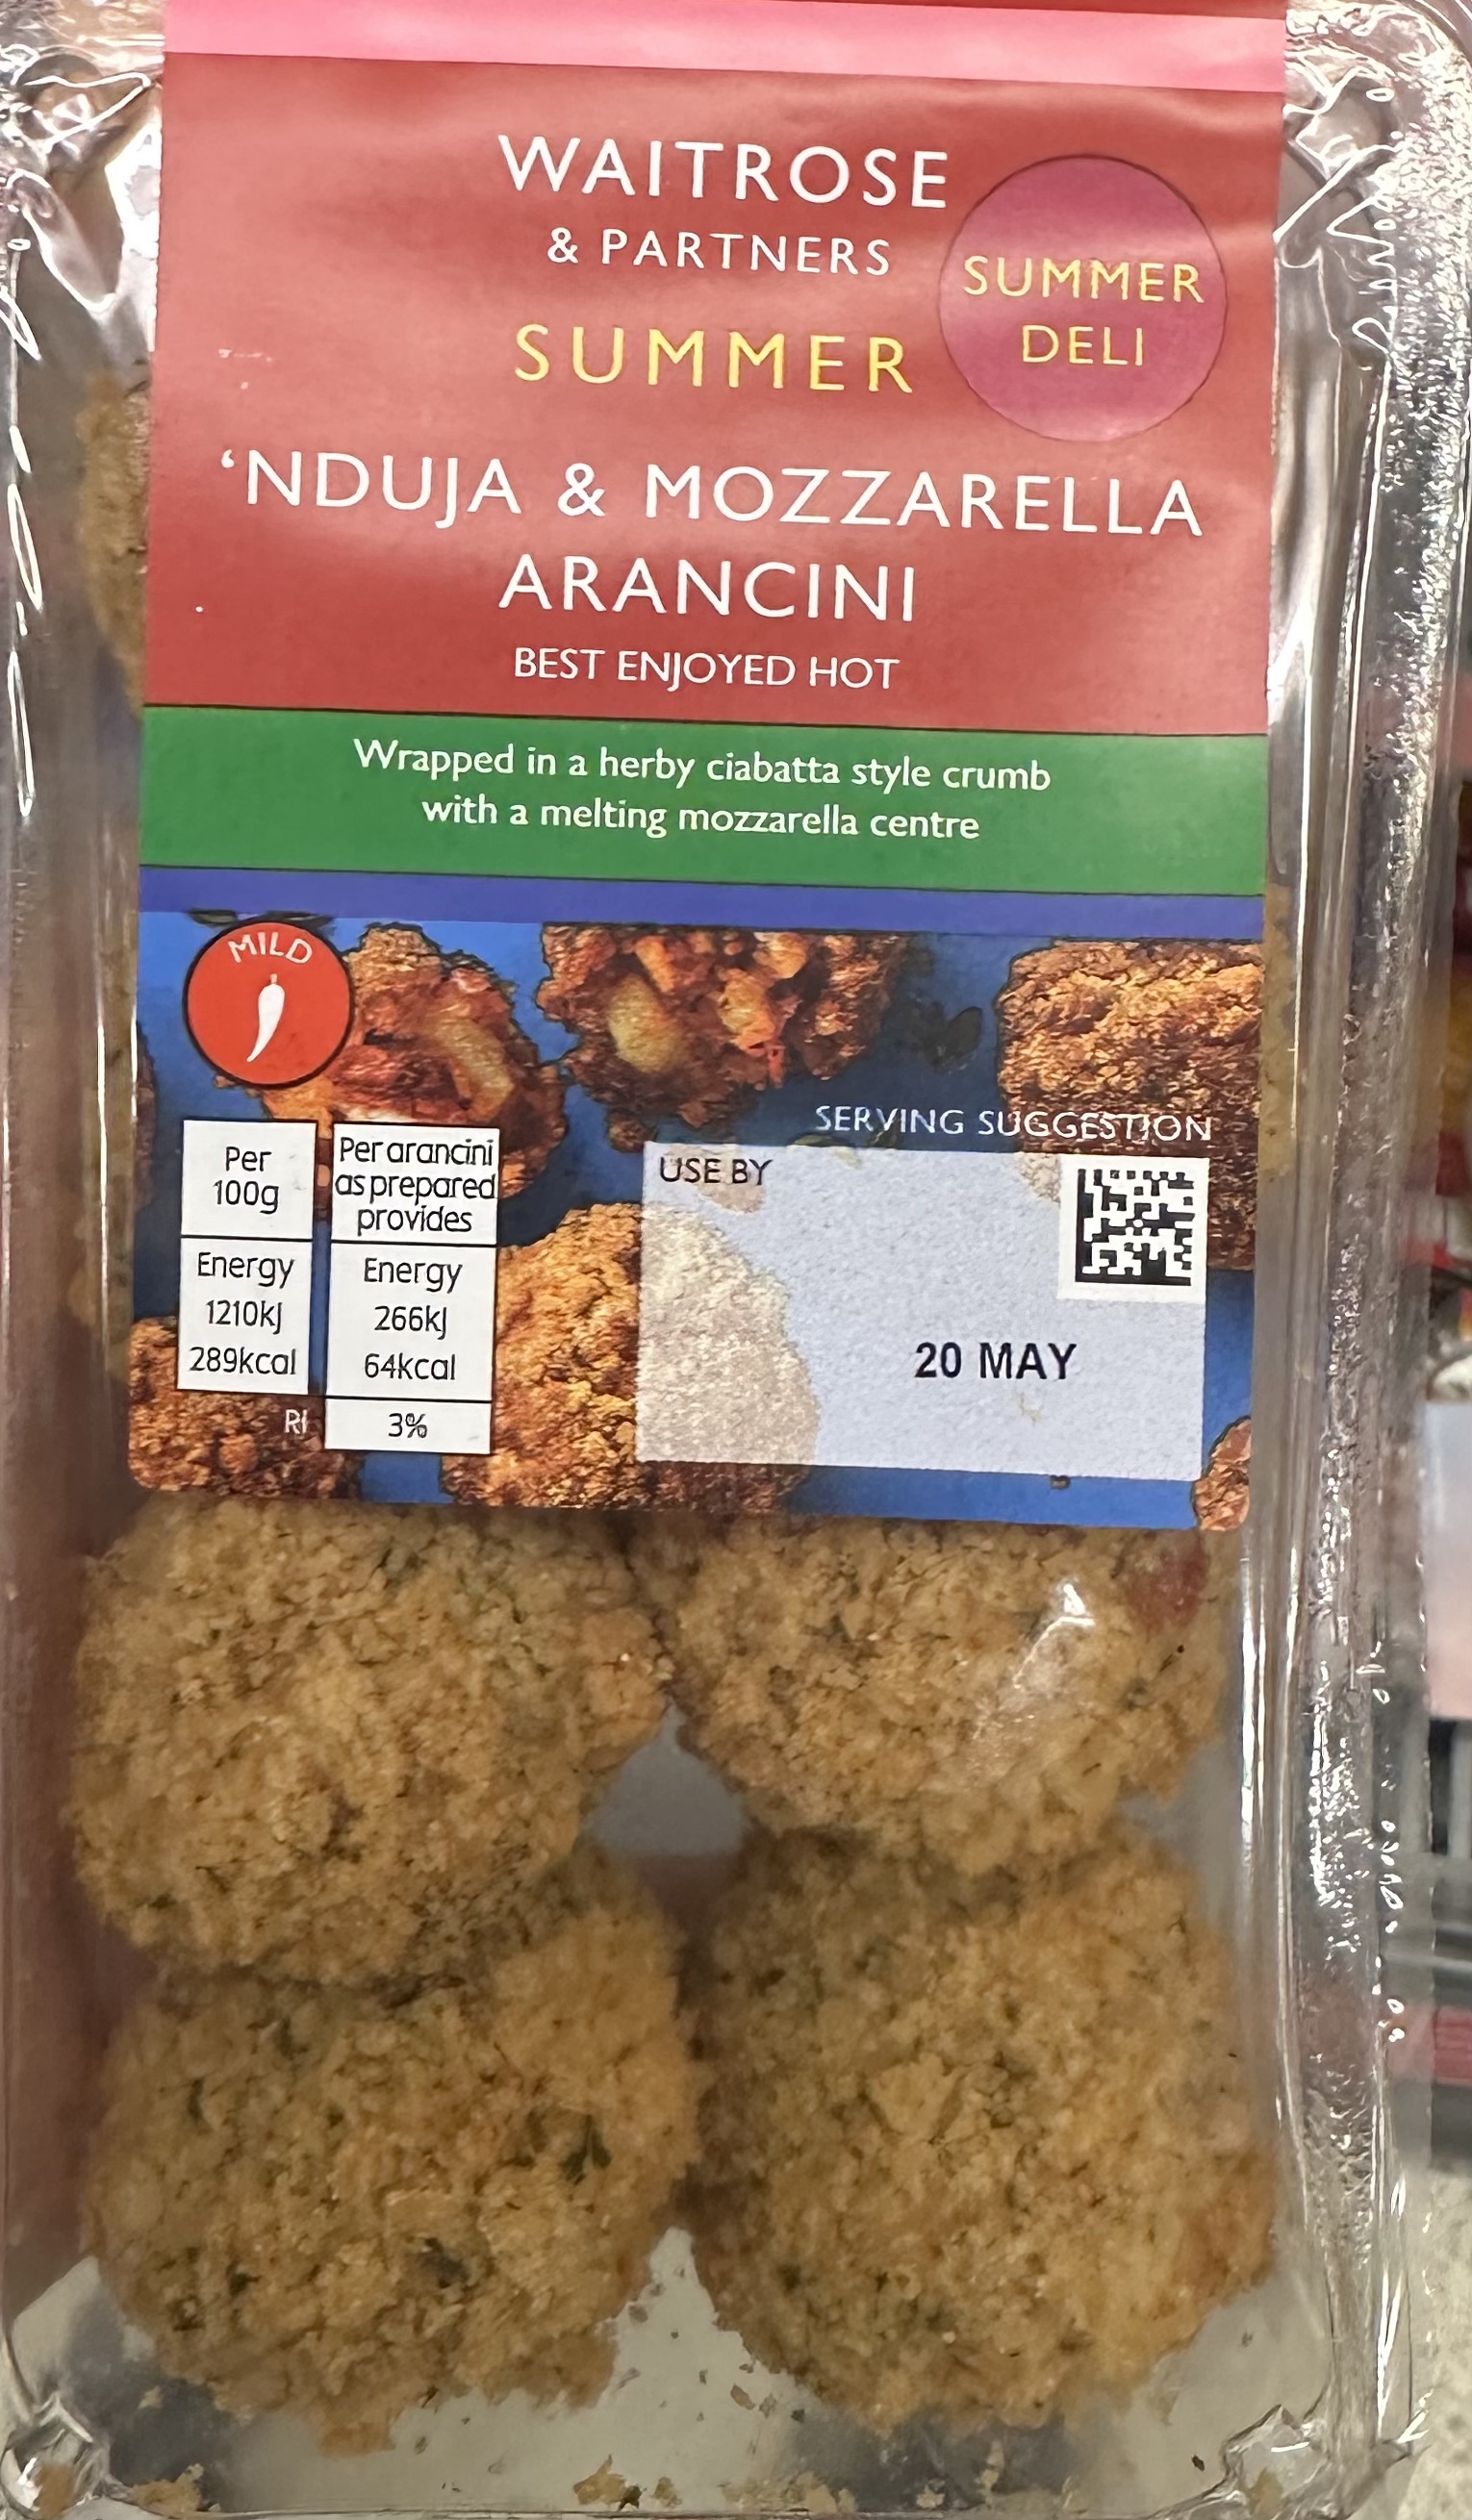 WAITROSE
& PARTNERS
SUMMER
SUMMER
DELI
‘NDUJA & MOZZARELLA
ARANCINI
BEST ENJOYED HOT
Wrapped in a herby ciabatta style crumb
with a melting mozzarella centre
MILD
SERVING SUGGESTION
Per
100g
Energy
1210kJ
289kcal
Per arancini
as prepared
provides
Energy
266kJ
64kcal
RI
3%
USE BY
20 MAY